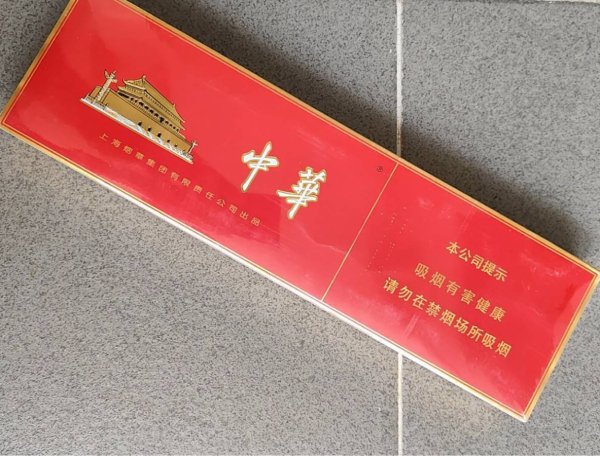 中華
®
上海烟草集团有限责任公司出品
本公司提示
吸烟有害健康
请勿在禁烟场所吸烟